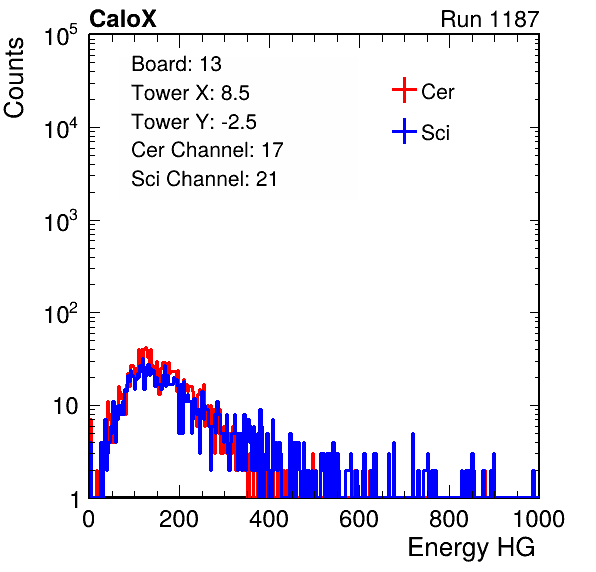 CaloX Run 1187
Counts
Board: 13
Tower X: 8.5
Tower Y: -2.5
Cer Channel: 17
Sci Channel: 21
Cer
Sci
10^5
10^4
10^3
10^2
10
1
0 200 400 600 800 1000
Energy HG